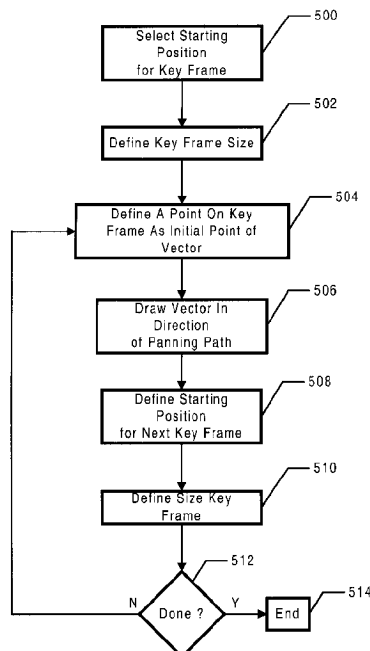 500
Select Starting
Position
for Key Frame
502
Define Key Frame Size
504
Define A Point On Key
Frame As Initial Point of
Vector
506
Draw Vector In
Direction
of Panning Path
508
Define Starting
Position
for Next Key Frame
510
Define Size Key
Frame
512
N
Done ?
Y
End
514